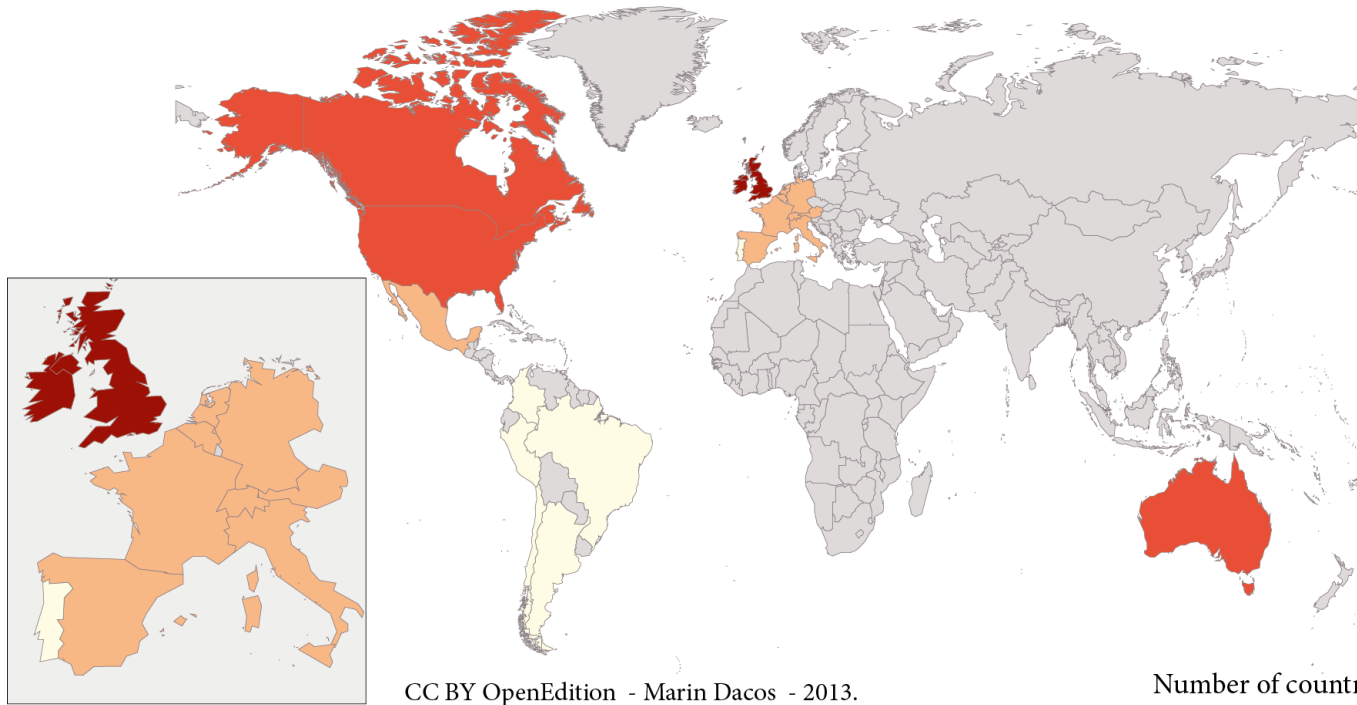 CC BY OpenEdition - Marin Dacos - 2013.
Number of